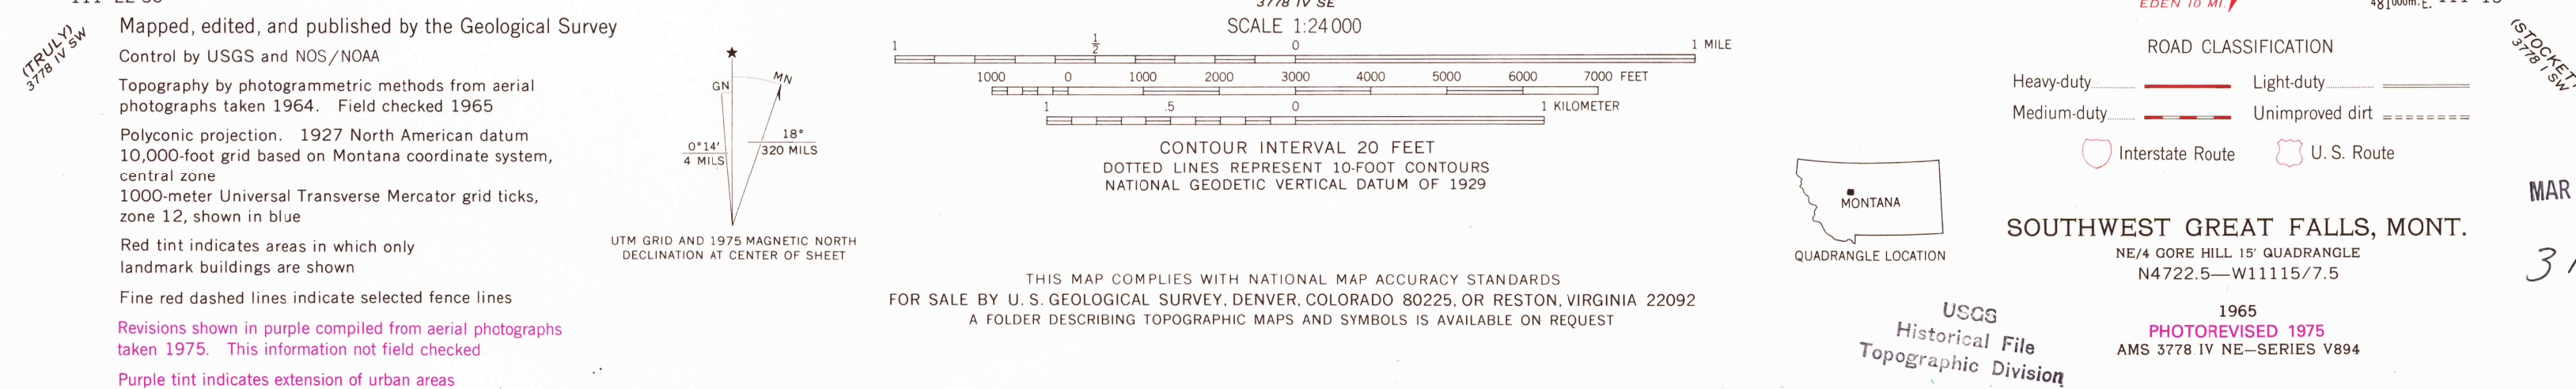 Mapped, edited, and published by the Geological Survey
Control by USGS and NOS/NOAA
Topography by photogrammetric methods from aerial
photographs taken 1964. Field checked 1965
Polyconic projection. 1927 North American datum
10,000-foot grid based on Montana coordinate system,
central zone
1000-meter Universal Transverse Mercator grid ticks,
zone 12, shown in blue
Red tint indicates areas in which only
landmark buildings are shown
Fine red dashed lines indicate selected fence lines
Revisions shown in purple compiled from aerial photographs
taken 1975. This information not field checked
Purple tint indicates extension of urban areas
(TRULY)
3778 IV SW
GN
MN
0°14′
4 MILS
18°
320 MILS
UTM GRID AND 1975 MAGNETIC NORTH
DECLINATION AT CENTER OF SHEET
3778 IV SE
SCALE 1:24 000
1 ½ 0 1 MILE
1000 0 1000 2000 3000 4000 5000 6000 7000 FEET
1 .5 0 1 KILOMETER
CONTOUR INTERVAL 20 FEET
DOTTED LINES REPRESENT 10-FOOT CONTOURS
NATIONAL GEODETIC VERTICAL DATUM OF 1929
THIS MAP COMPLIES WITH NATIONAL MAP ACCURACY STANDARDS
FOR SALE BY U. S. GEOLOGICAL SURVEY, DENVER, COLORADO 80225, OR RESTON, VIRGINIA 22092
A FOLDER DESCRIBING TOPOGRAPHIC MAPS AND SYMBOLS IS AVAILABLE ON REQUEST
MONTANA
QUADRANGLE LOCATION
USGS
Historical File
Topographic Division
EDEN 10 MI.
481000m. E.
ROAD CLASSIFICATION
Heavy-duty Light-duty
Medium-duty Unimproved dirt
Interstate Route U. S. Route
SOUTHWEST GREAT FALLS, MONT.
NE/4 GORE HILL 15′ QUADRANGLE
N4722.5—W11115/7.5
1965
PHOTOREVISED 1975
AMS 3778 IV NE—SERIES V894
3778 I SW
MAR